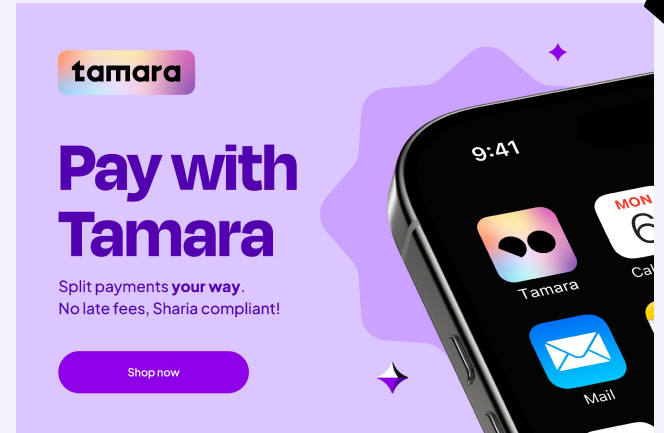 tamara
Pay with
Tamara
Split payments your way.
No late fees, Sharia compliant!
Shop now
9:41
MON
6
Tamara
Cal
Mail